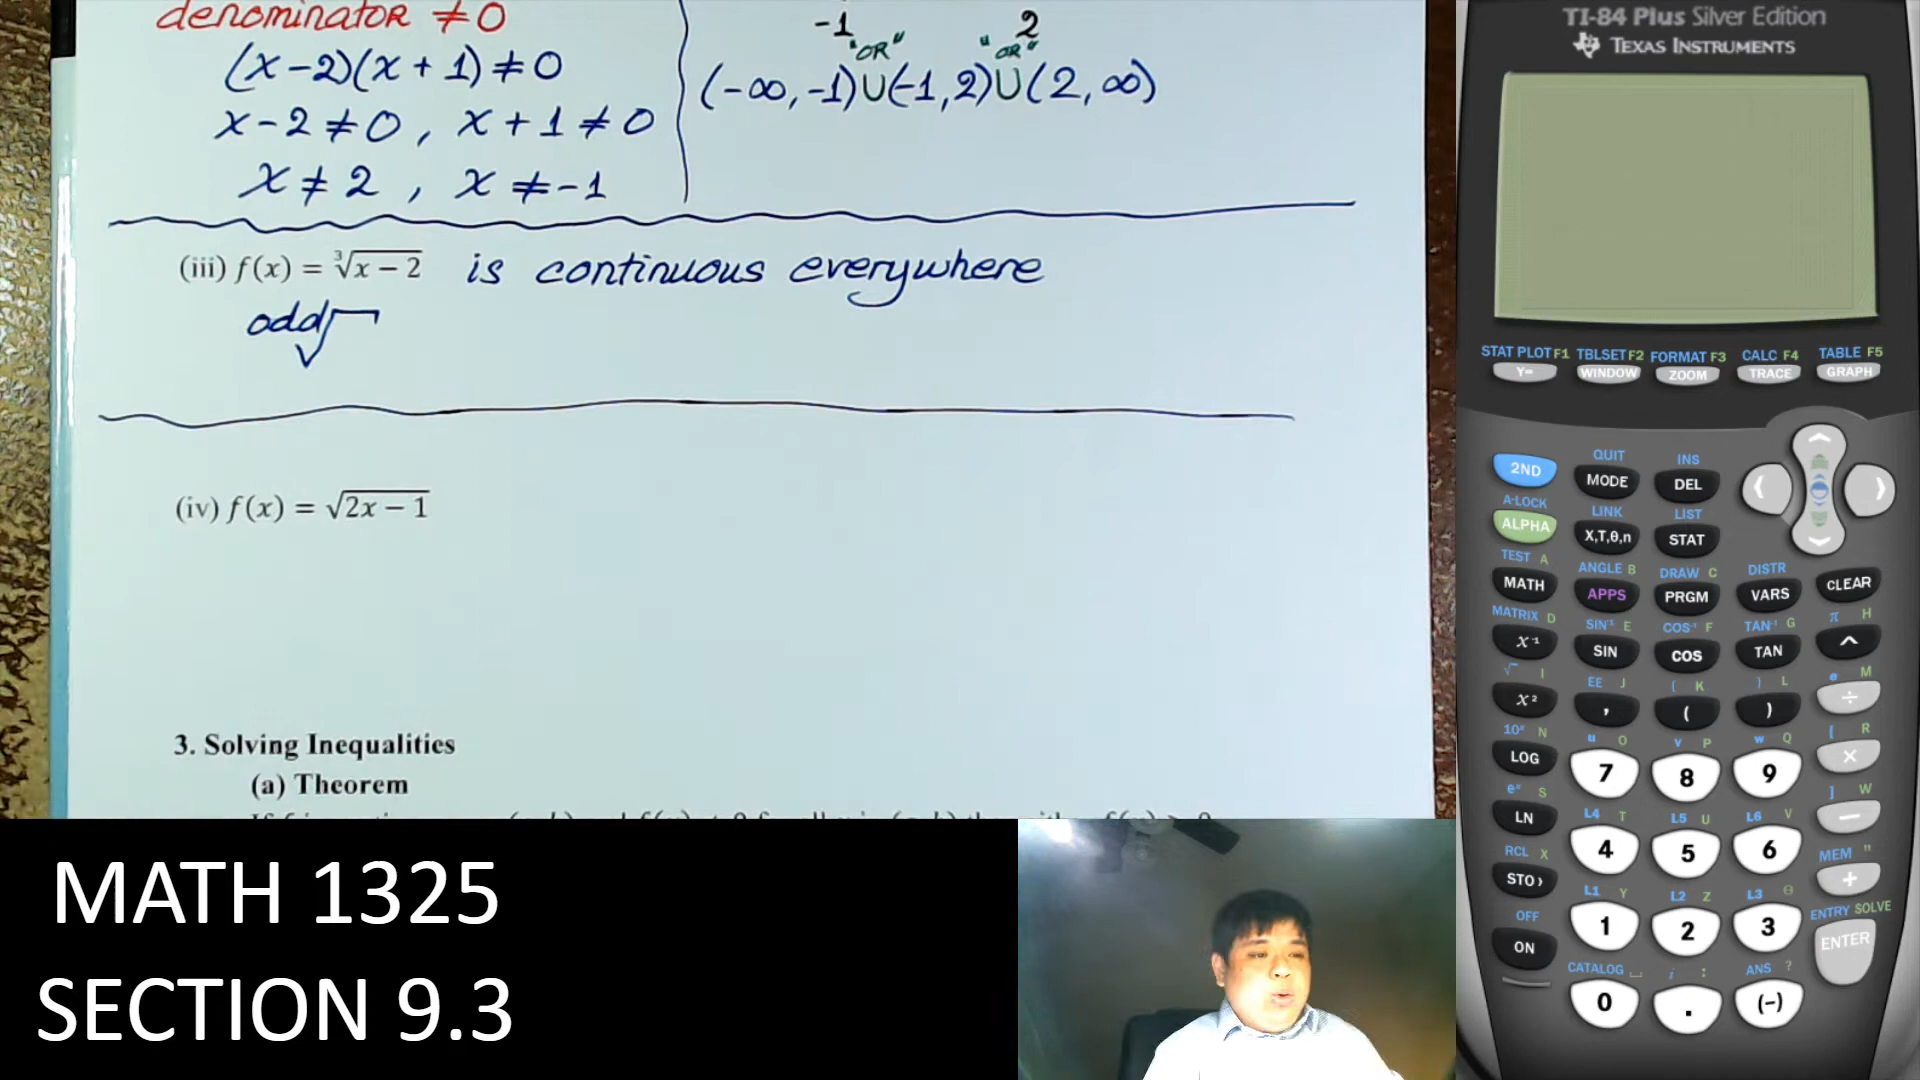 denominator ≠0
(x-2)(x+1)≠0
x-2≠0, x+1≠0
x≠2, x≠-1
-1 2
"OR" "OR"
(-∞,-1)∪(-1,2)∪(2,∞)
(iii) f(x) = ∛x − 2 is continuous everywhere
odd√
(iv) f(x) = √2x − 1
3. Solving Inequalities
(a) Theorem
MATH 1325
SECTION 9.3
TI-84 Plus Silver Edition
TEXAS INSTRUMENTS
STAT PLOT F1 TBLSET F2 FORMAT F3 CALC F4 TABLE F5
Y= WINDOW ZOOM TRACE GRAPH
QUIT INS
2ND MODE DEL
A-LOCK LINK LIST
ALPHA X,T,θ,n STAT
TEST A ANGLE B DRAW C DISTR
MATH APPS PRGM VARS CLEAR
MATRIX D SIN⁻¹ E COS⁻¹ F TAN⁻¹ G π H
x⁻¹ SIN COS TAN ^
√ I EE J { K } L e M
x² , ( ) ÷
10ˣ N u O v P w Q [ R
LOG 7 8 9 ×
eˣ S L4 T L5 U L6 V ] W
LN 4 5 6 −
RCL X L1 Y L2 Z L3 θ MEM "
STO› 1 2 3 +
OFF CATALOG ⎵ i : ANS ? ENTRY SOLVE
ON 0 . (−) ENTER